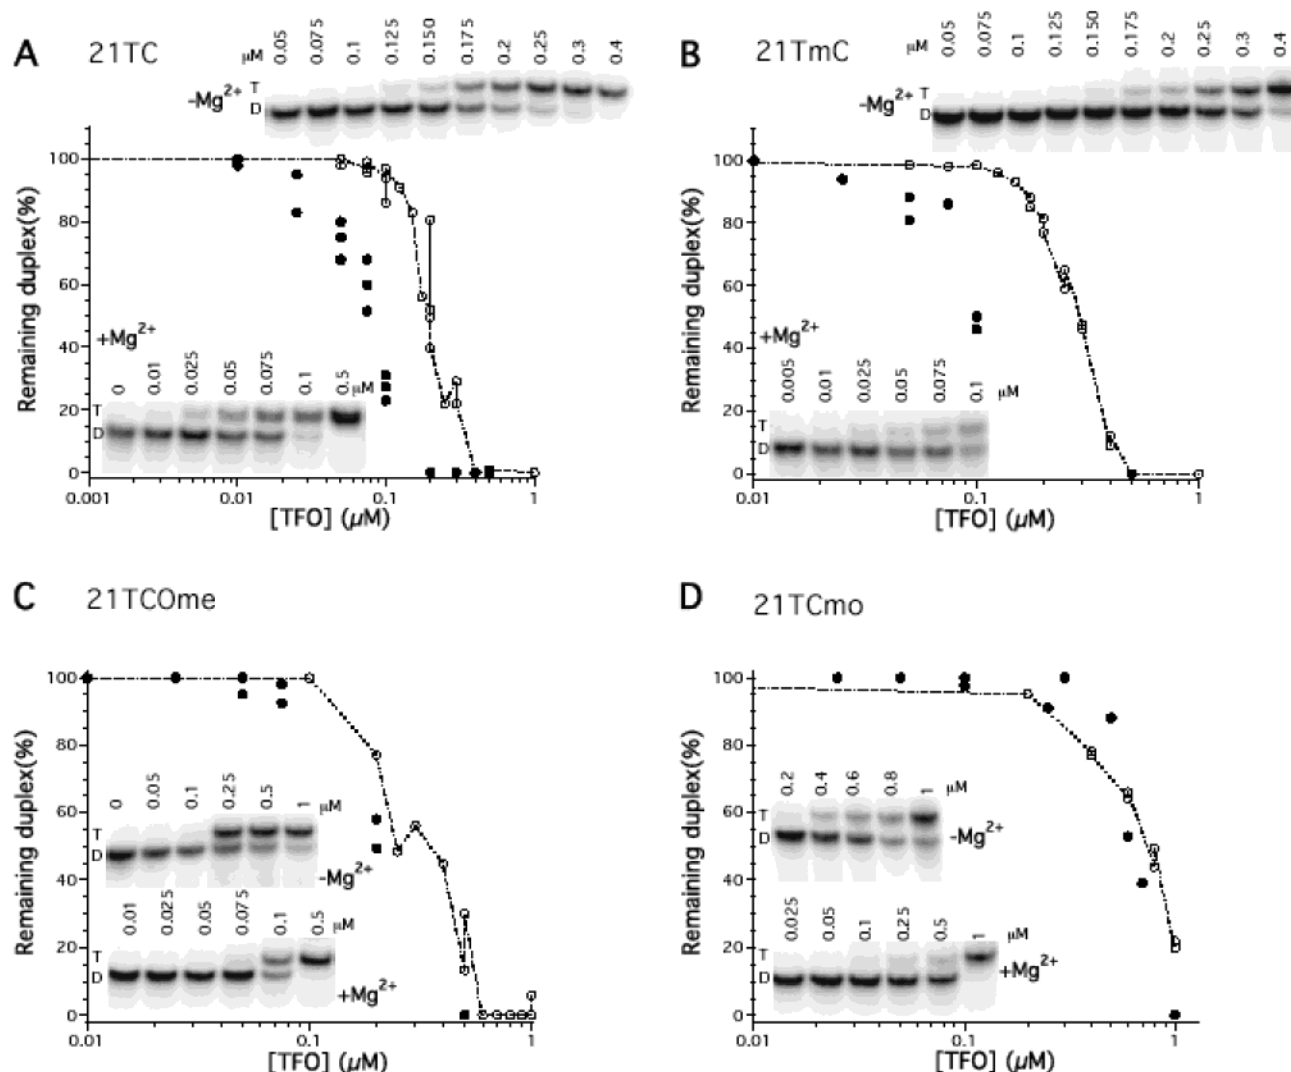 A 21TC
µM 0.05 0.075 0.1 0.125 0.150 0.175 0.2 0.25 0.3 0.4
-Mg2+ T
D
Remaining duplex(%)
100
80
60
40
20
0
+Mg2+
0 0.01 0.025 0.05 0.075 0.1 0.5 µM
T
D
0.001 0.01 0.1 1
[TFO] (µM)
B 21TmC
µM 0.05 0.075 0.1 0.125 0.150 0.175 0.2 0.25 0.3 0.4
-Mg2+ T
D
Remaining duplex(%)
100
80
60
40
20
0
+Mg2+
0.005 0.01 0.025 0.05 0.075 0.1 µM
T
D
0.01 0.1 1
[TFO] (µM)
C 21TCOme
Remaining duplex(%)
100
80
60
40
20
0
0 0.05 0.1 0.25 0.5 1 µM
T
D
-Mg2+
0.01 0.025 0.05 0.075 0.1 0.5 µM
T
D
+Mg2+
0.01 0.1 1
[TFO] (µM)
D 21TCmo
Remaining duplex(%)
100
80
60
40
20
0
0.2 0.4 0.6 0.8 1 µM
T
D
-Mg2+
0.025 0.05 0.1 0.25 0.5 1 µM
T
D
+Mg2+
0.01 0.1 1
[TFO] (µM)